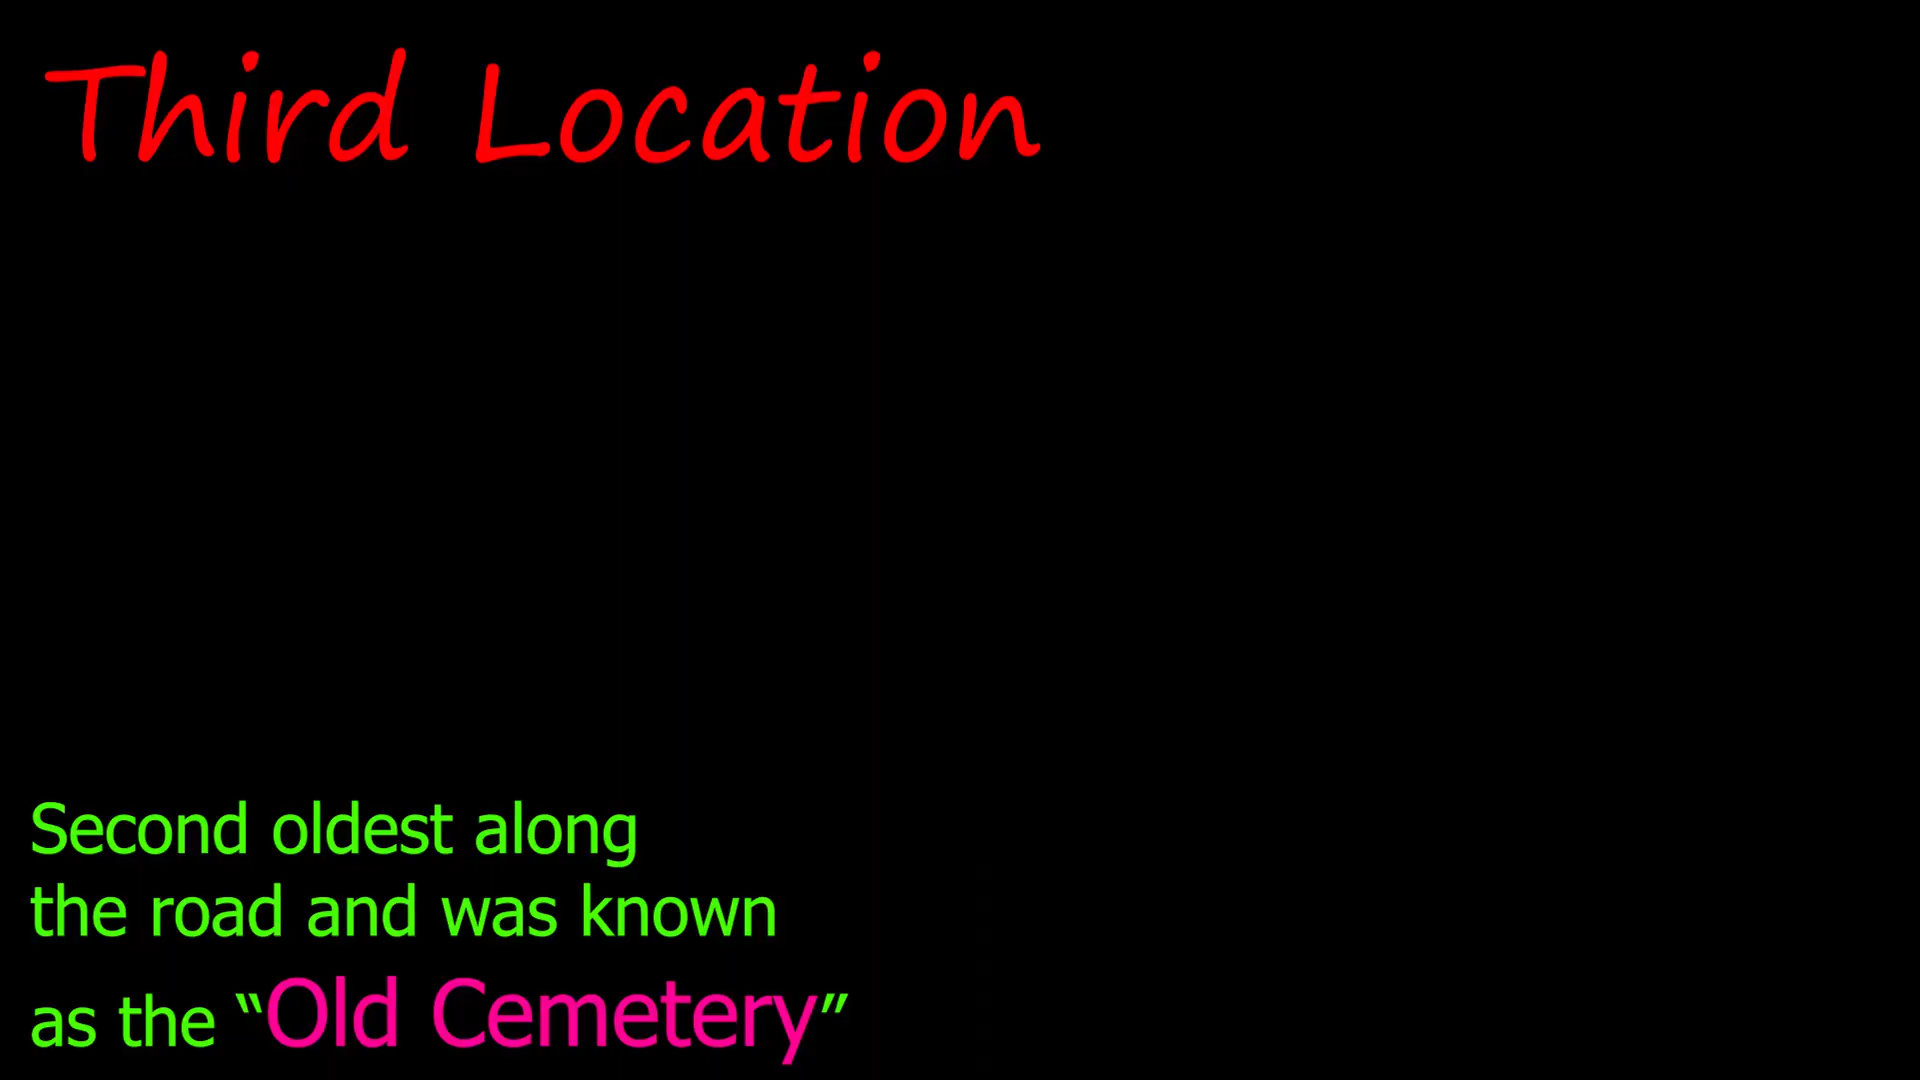 Third Location
Second oldest along
the road and was known
as the “Old Cemetery”